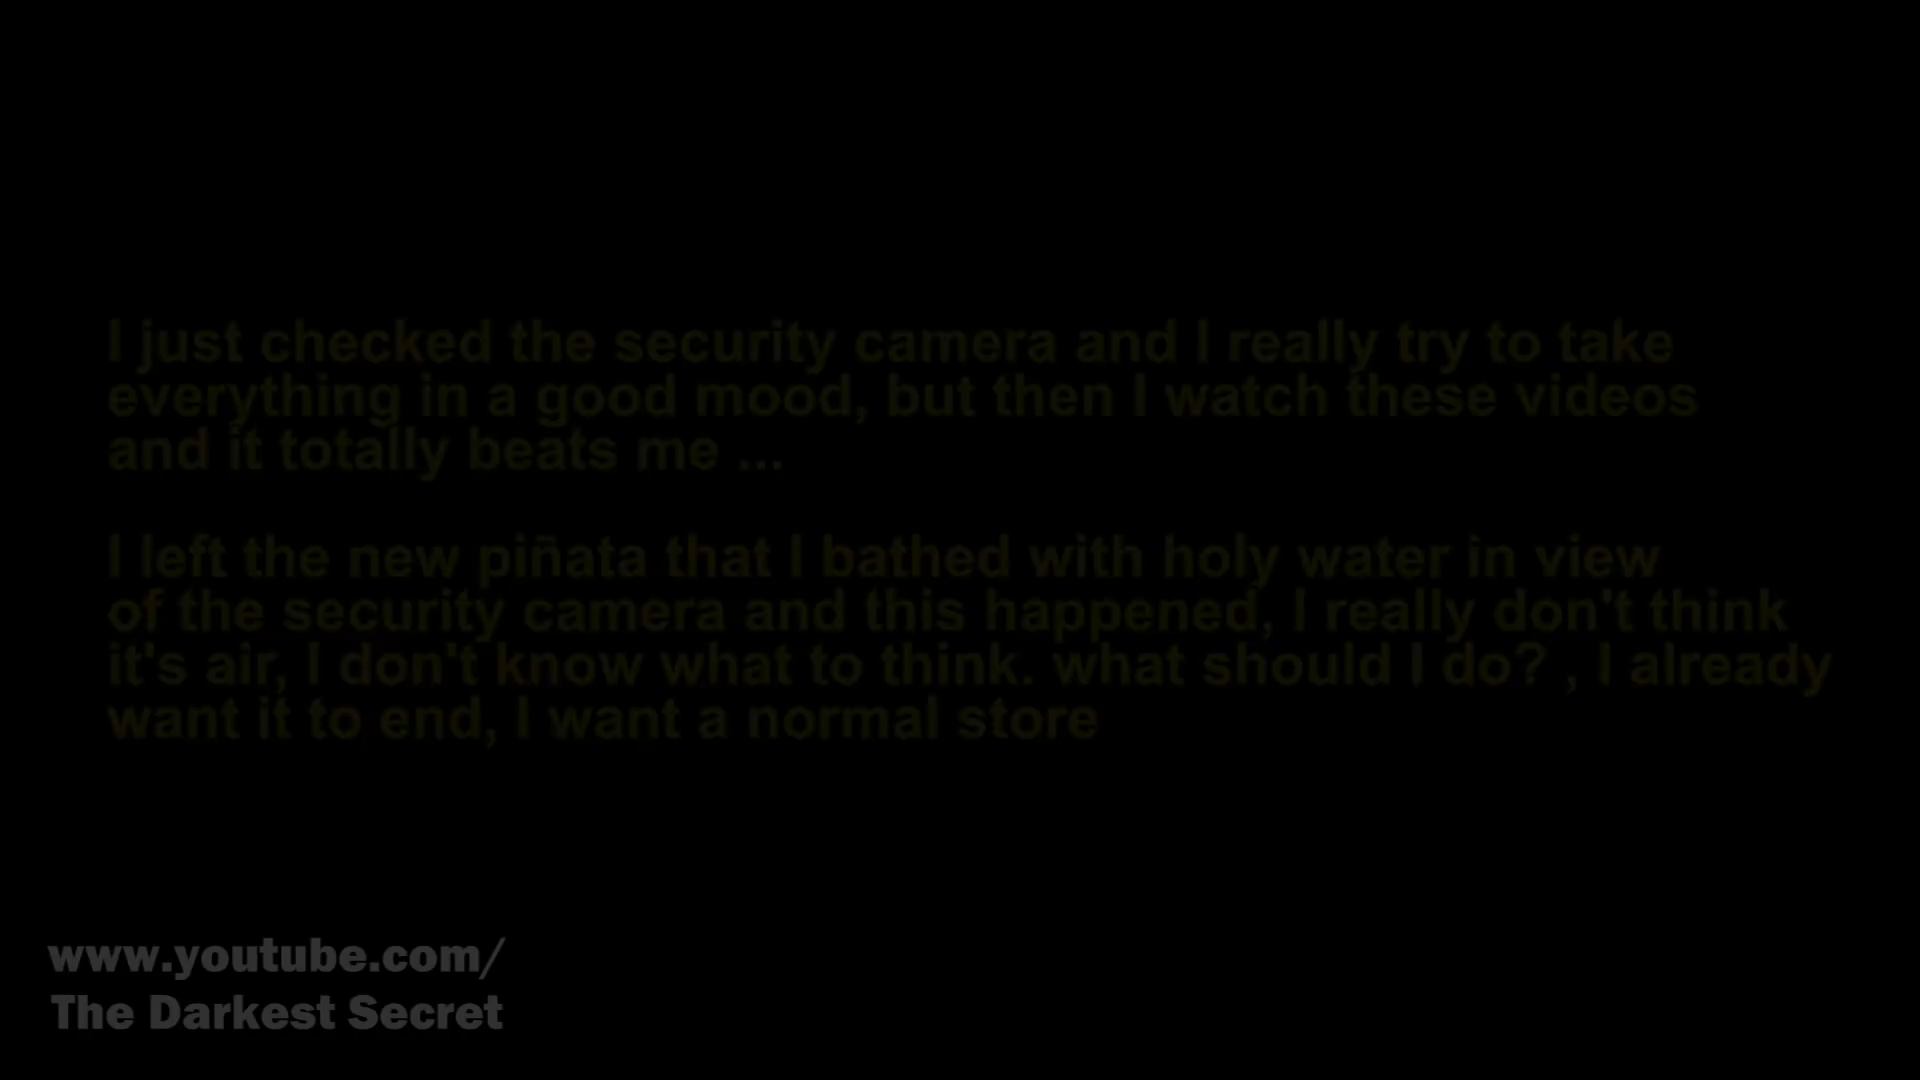 I just checked the security camera and I really try to take
everything in a good mood, but then I watch these videos
and it totally beats me ...
I left the new piñata that I bathed with holy water in view
of the security camera and this happened, I really don't think
it's air, I don't know what to think. what should I do? , I already
want it to end, I want a normal store
www.youtube.com/
The Darkest Secret